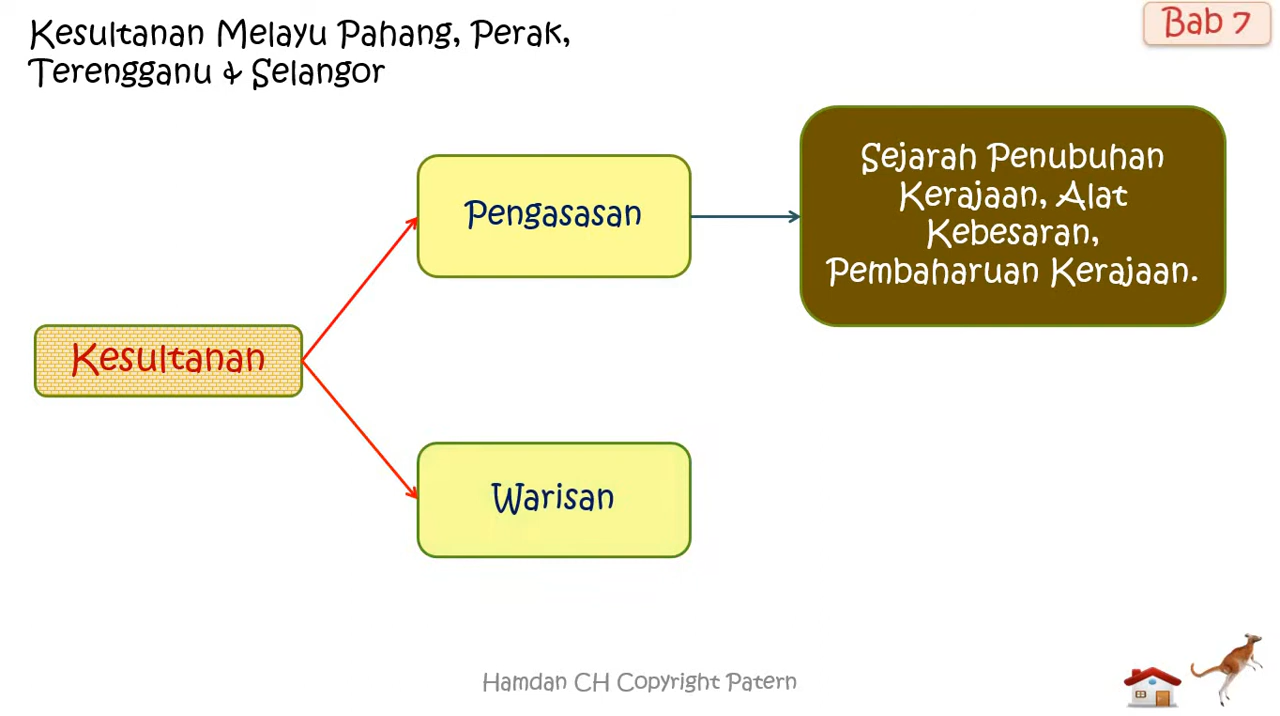 Kesultanan Melayu Pahang, Perak,
Terengganu & Selangor
Bab 7
Sejarah Penubuhan
Kerajaan, Alat
Kebesaran,
Pembaharuan Kerajaan.
Pengasasan
Kesultanan
Warisan
Hamdan CH Copyright Patern